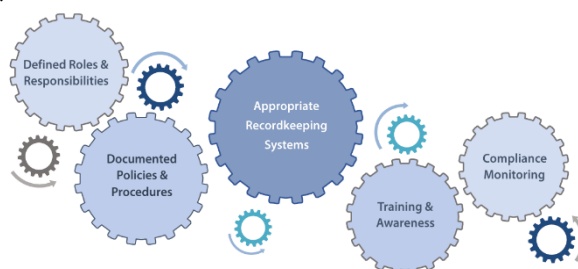 Defined Roles &
Responsibilities
Documented
Policies &
Procedures
Appropriate
Recordkeeping
Systems
Training &
Awareness
Compliance
Monitoring